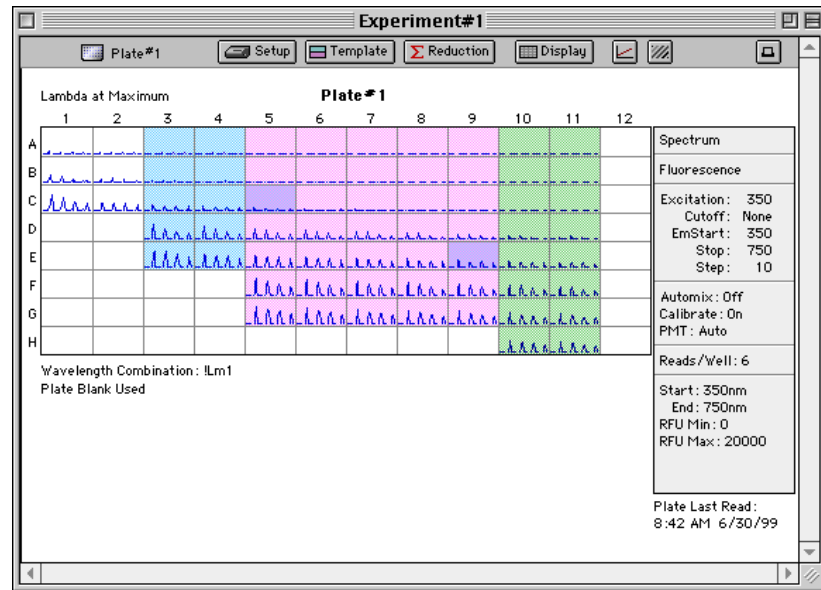 Experiment#1
Plate#1 Setup Template Reduction Display
Lambda at Maximum Plate#1
1 2 3 4 5 6 7 8 9 10 11 12
A
B
C
D
E
F
G
H
Wavelength Combination: !Lm1
Plate Blank Used
Spectrum
Fluorescence
Excitation: 350
Cutoff: None
EmStart: 350
Stop: 750
Step: 10
Automix: Off
Calibrate: On
PMT: Auto
Reads/Well: 6
Start: 350nm
End: 750nm
RFU Min: 0
RFU Max: 20000
Plate Last Read:
8:42 AM 6/30/99